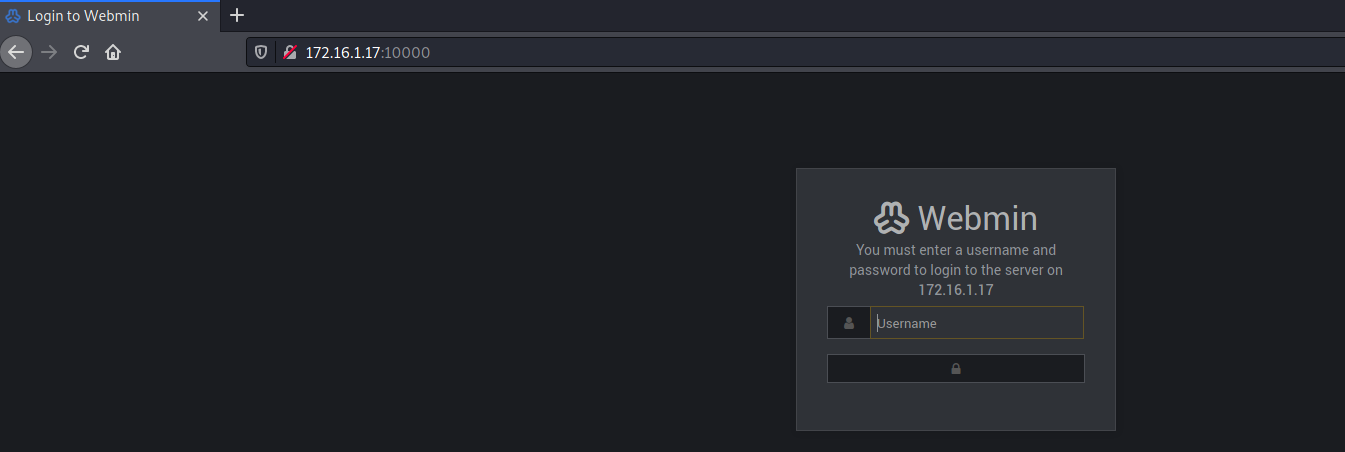 Login to Webmin
172.16.1.17:10000
Webmin
You must enter a username and
password to login to the server on
172.16.1.17
Username